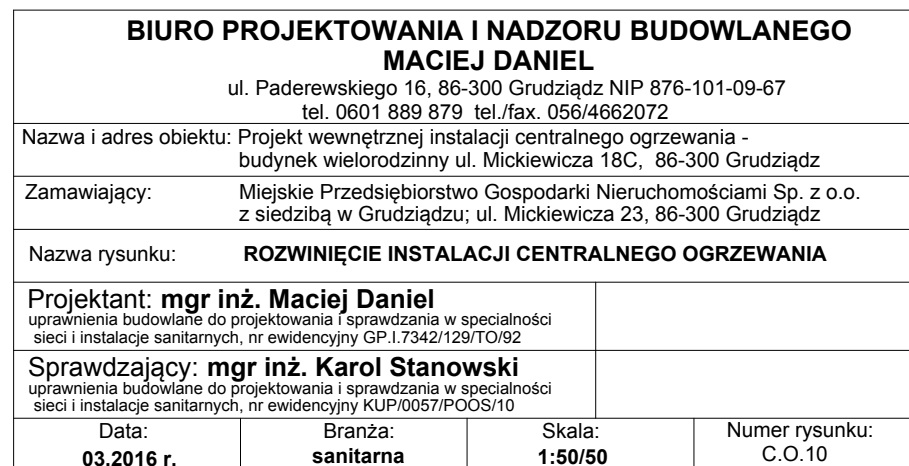 BIURO PROJEKTOWANIA I NADZORU BUDOWLANEGO
MACIEJ DANIEL
ul. Paderewskiego 16, 86-300 Grudziądz NIP 876-101-09-67
tel. 0601 889 879 tel./fax. 056/4662072
Nazwa i adres obiektu: Projekt wewnętrznej instalacji centralnego ogrzewania -
budynek wielorodzinny ul. Mickiewicza 18C, 86-300 Grudziądz
Zamawiający: Miejskie Przedsiębiorstwo Gospodarki Nieruchomościami Sp. z o.o.
z siedzibą w Grudziądzu; ul. Mickiewicza 23, 86-300 Grudziądz
Nazwa rysunku: ROZWINIĘCIE INSTALACJI CENTRALNEGO OGRZEWANIA
Projektant: mgr inż. Maciej Daniel
uprawnienia budowlane do projektowania i sprawdzania w specialności
sieci i instalacje sanitarnych, nr ewidencyjny GP.I.7342/129/TO/92
Sprawdzający: mgr inż. Karol Stanowski
uprawnienia budowlane do projektowania i sprawdzania w specialności
sieci i instalacje sanitarnych, nr ewidencyjny KUP/0057/POOS/10
Data: Branża: Skala: Numer rysunku:
03.2016 r. sanitarna 1:50/50 C.O.10